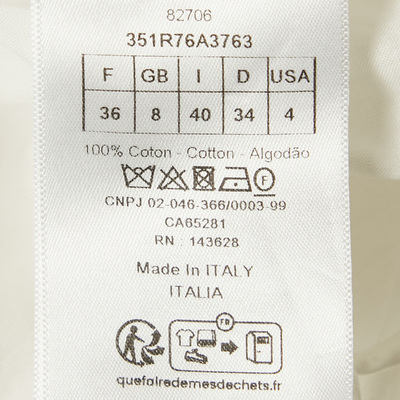 82706
351R76A3763
F GB I D USA
36 8 40 34 4
100% Coton - Cotton - Algodão
F
CNPJ 02-046-366/0003-99
CA65281
RN : 143628
Made In ITALY
ITALIA
FR
quefairedemesdechets.fr